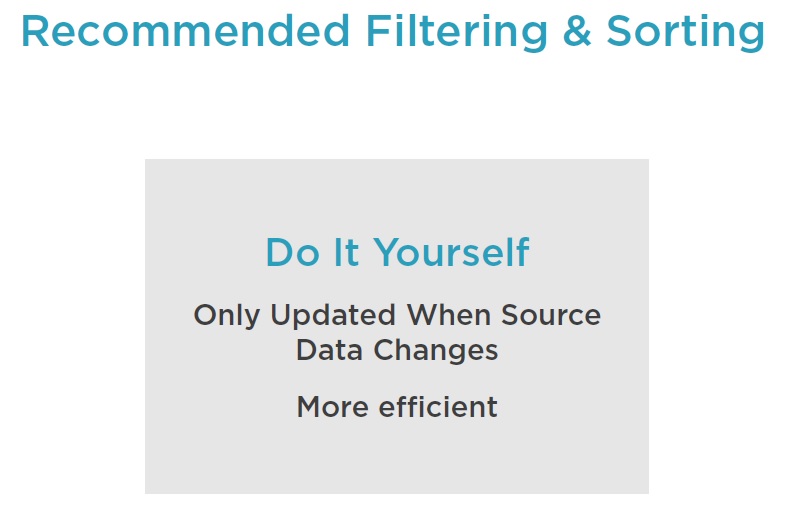 Recommended Filtering & Sorting
Do It Yourself
Only Updated When Source
Data Changes
More efficient